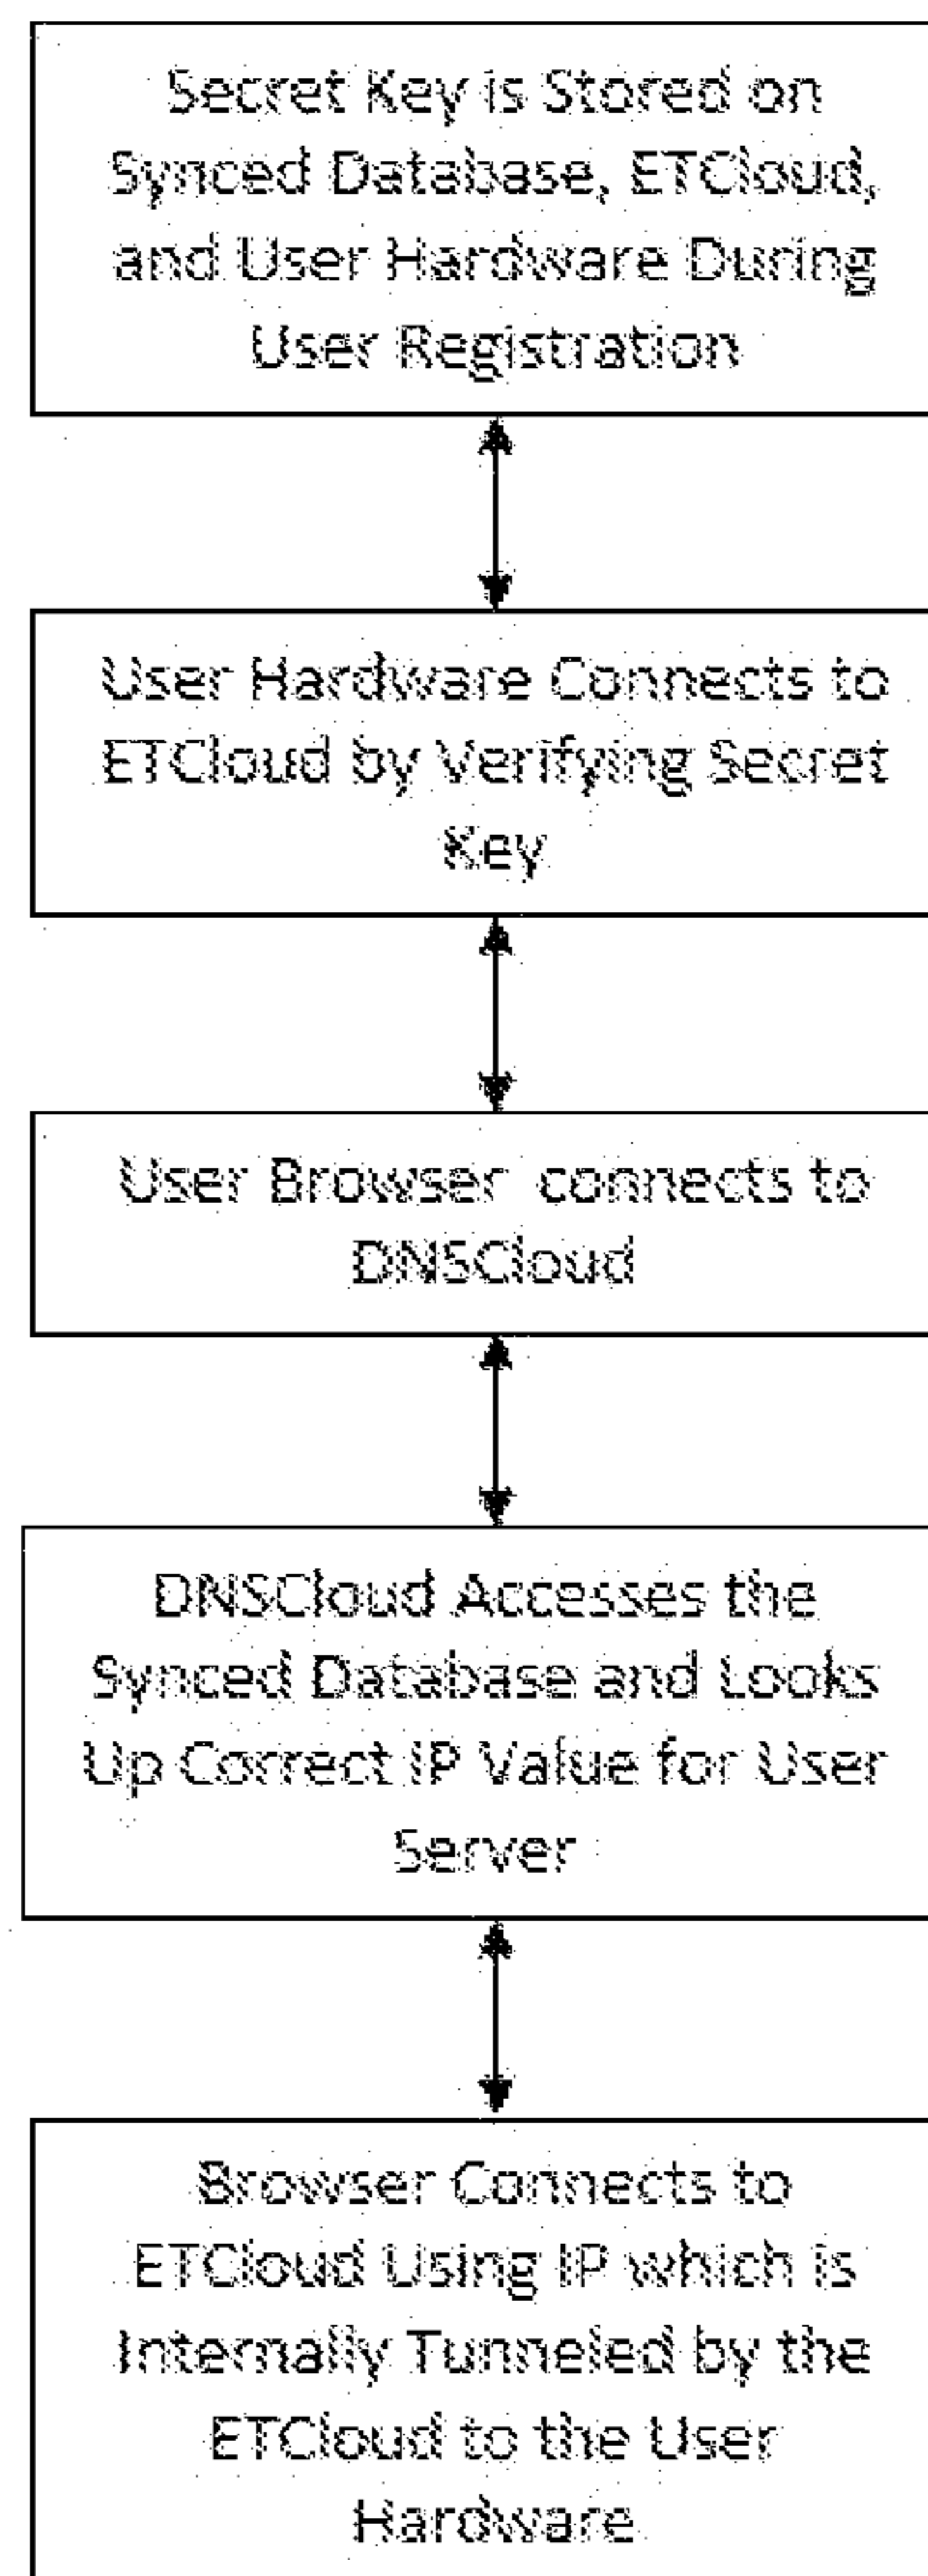 Secret Key is Stored on
Synced Database, ETCloud,
and User Hardware During
User Registration
User Hardware Connects to
ETCloud by Verifying Secret
Key
User Browser connects to
DNSCloud
DNSCloud Accesses the
Synced Database and Looks
Up Correct IP Value for User
Server
Browser Connects to
ETCloud Using IP which is
Internally Tunneled by the
ETCloud to the User
Hardware